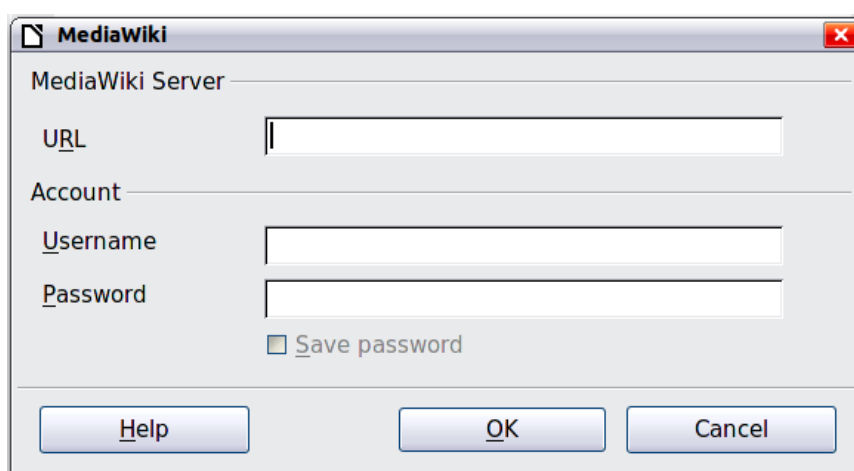 MediaWiki
MediaWiki Server
URL
Account
Username
Password
Save password
Help OK Cancel